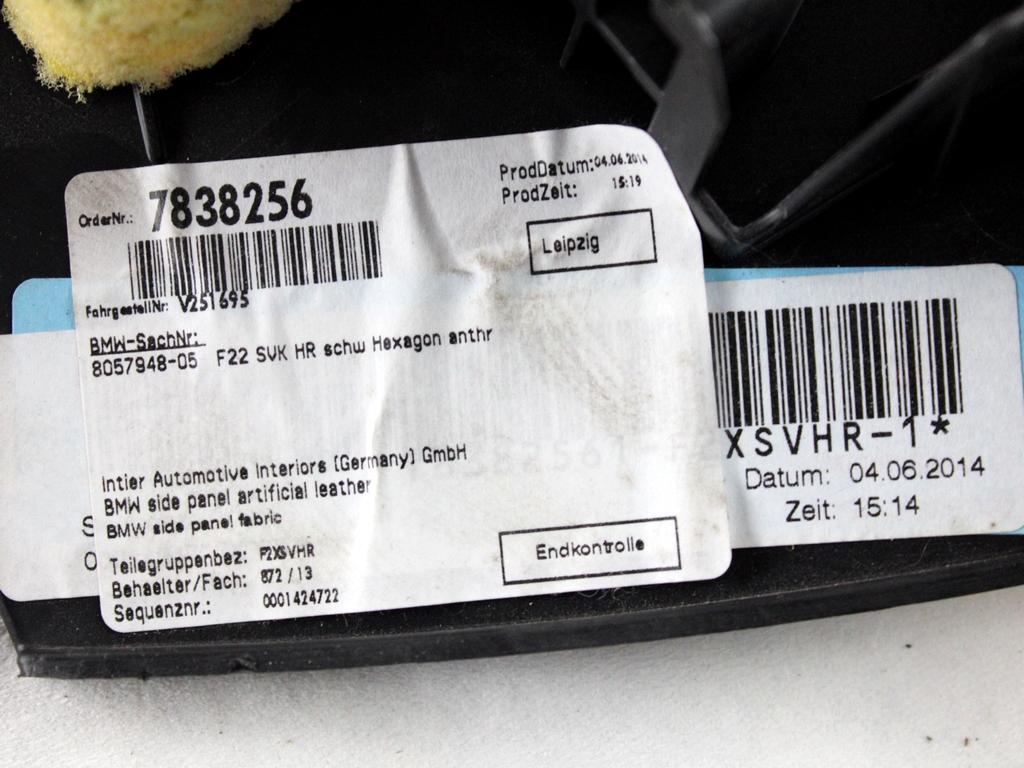 OrderNr.: 7838256
ProdDatum: 04.06.2014
ProdZeit: 15:19
Leipzig
FahrgestellNr: V251695
BMW-SachNr:
8057948-05 F22 SVK HR schw Hexagon anthr
Intier Automotive Interiors (Germany) GmbH
BMW side panel artificial leather
BMW side panel fabric
Teilegruppenbez: F2XSVHR
Behaelter/Fach: 872/13
Sequenznr.: 0001424722
Endkontrolle
XSVHR-1*
Datum: 04.06.2014
Zeit: 15:14